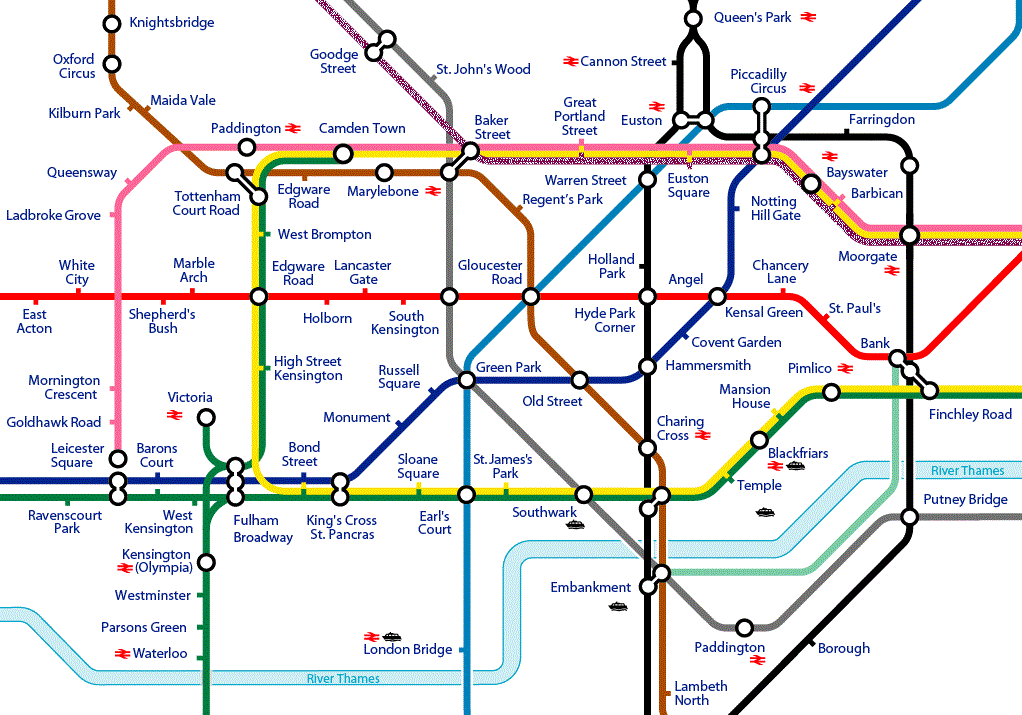 Knightsbridge
Queen's Park
Oxford
Circus
Goodge
Street
St. John's Wood
Cannon Street
Piccadilly
Circus
Kilburn Park
Maida Vale
Great
Portland
Street
Euston
Farringdon
Paddington
Camden Town
Baker
Street
Queensway
Tottenham
Court Road
Edgware
Road
Marylebone
Regent's Park
Warren Street
Euston
Square
Notting
Hill Gate
Bayswater
Barbican
Ladbroke Grove
West Brompton
Holland
Park
Moorgate
White
City
Marble
Arch
Edgware
Road
Lancaster
Gate
Gloucester
Road
Angel
Chancery
Lane
East
Acton
Shepherd's
Bush
Holborn
South
Kensington
Hyde Park
Corner
Kensal Green
St. Paul's
Covent Garden
Bank
High Street
Kensington
Russell
Square
Green Park
Hammersmith
Pimlico
Mornington
Crescent
Victoria
Old Street
Mansion
House
Finchley Road
Goldhawk Road
Monument
Charing
Cross
Leicester
Square
Barons
Court
Bond
Street
Sloane
Square
St.James's
Park
Blackfriars
River Thames
Temple
Ravenscourt
Park
West
Kensington
Fulham
Broadway
King's Cross
St. Pancras
Earl's
Court
Southwark
Putney Bridge
Kensington
(Olympia)
Embankment
Westminster
Parsons Green
Waterloo
London Bridge
Paddington
Borough
River Thames
Lambeth
North